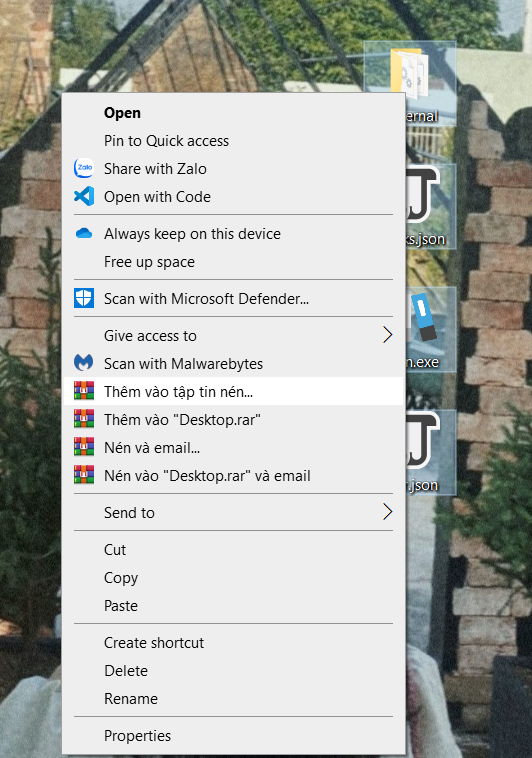 Open
Pin to Quick access
Zalo
Share with Zalo
Open with Code
Always keep on this device
Free up space
Scan with Microsoft Defender...
Give access to
Scan with Malwarebytes
Thêm vào tập tin nén...
Thêm vào "Desktop.rar"
Nén và email...
Nén vào "Desktop.rar" và email
Send to
Cut
Copy
Paste
Create shortcut
Delete
Rename
Properties
ernal
ks.json
n.exe
.json